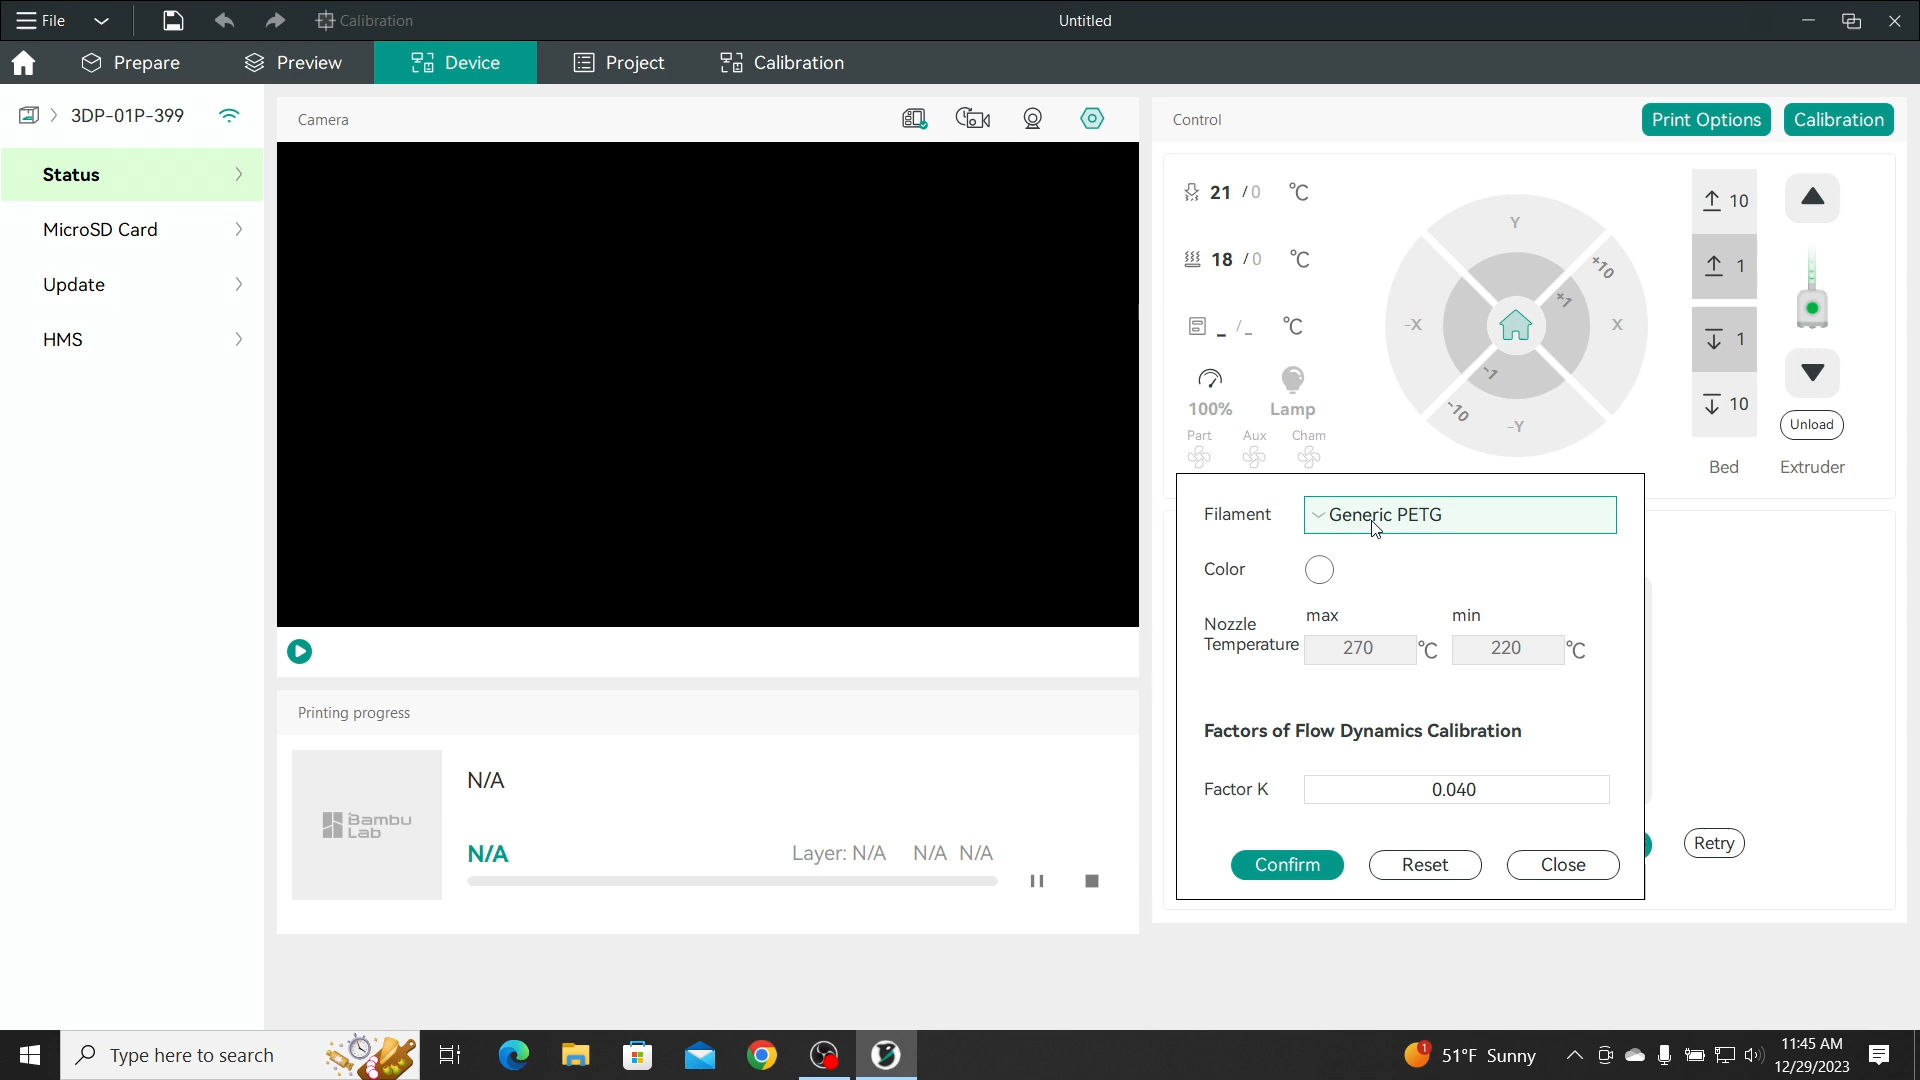 File
Calibration
Untitled
Prepare
Preview
Device
Project
Calibration
3DP-01P-399
Status
MicroSD Card
Update
HMS
Camera
Printing progress
Bambu
Lab
N/A
N/A
Layer: N/A N/A N/A
Control
Print Options
Calibration
21 /0 °C
18 /0 °C
_ /_ °C
100%
Lamp
Part Aux Cham
Y
+10
+1
-X
X
-1
-10
-Y
10
1
1
10
Unload
Bed
Extruder
Filament
Generic PETG
Color
Nozzle
Temperature
max
min
270 °C
220 °C
Factors of Flow Dynamics Calibration
Factor K
0.040
Confirm
Reset
Close
Retry
Type here to search
1
51°F Sunny
11:45 AM
12/29/2023